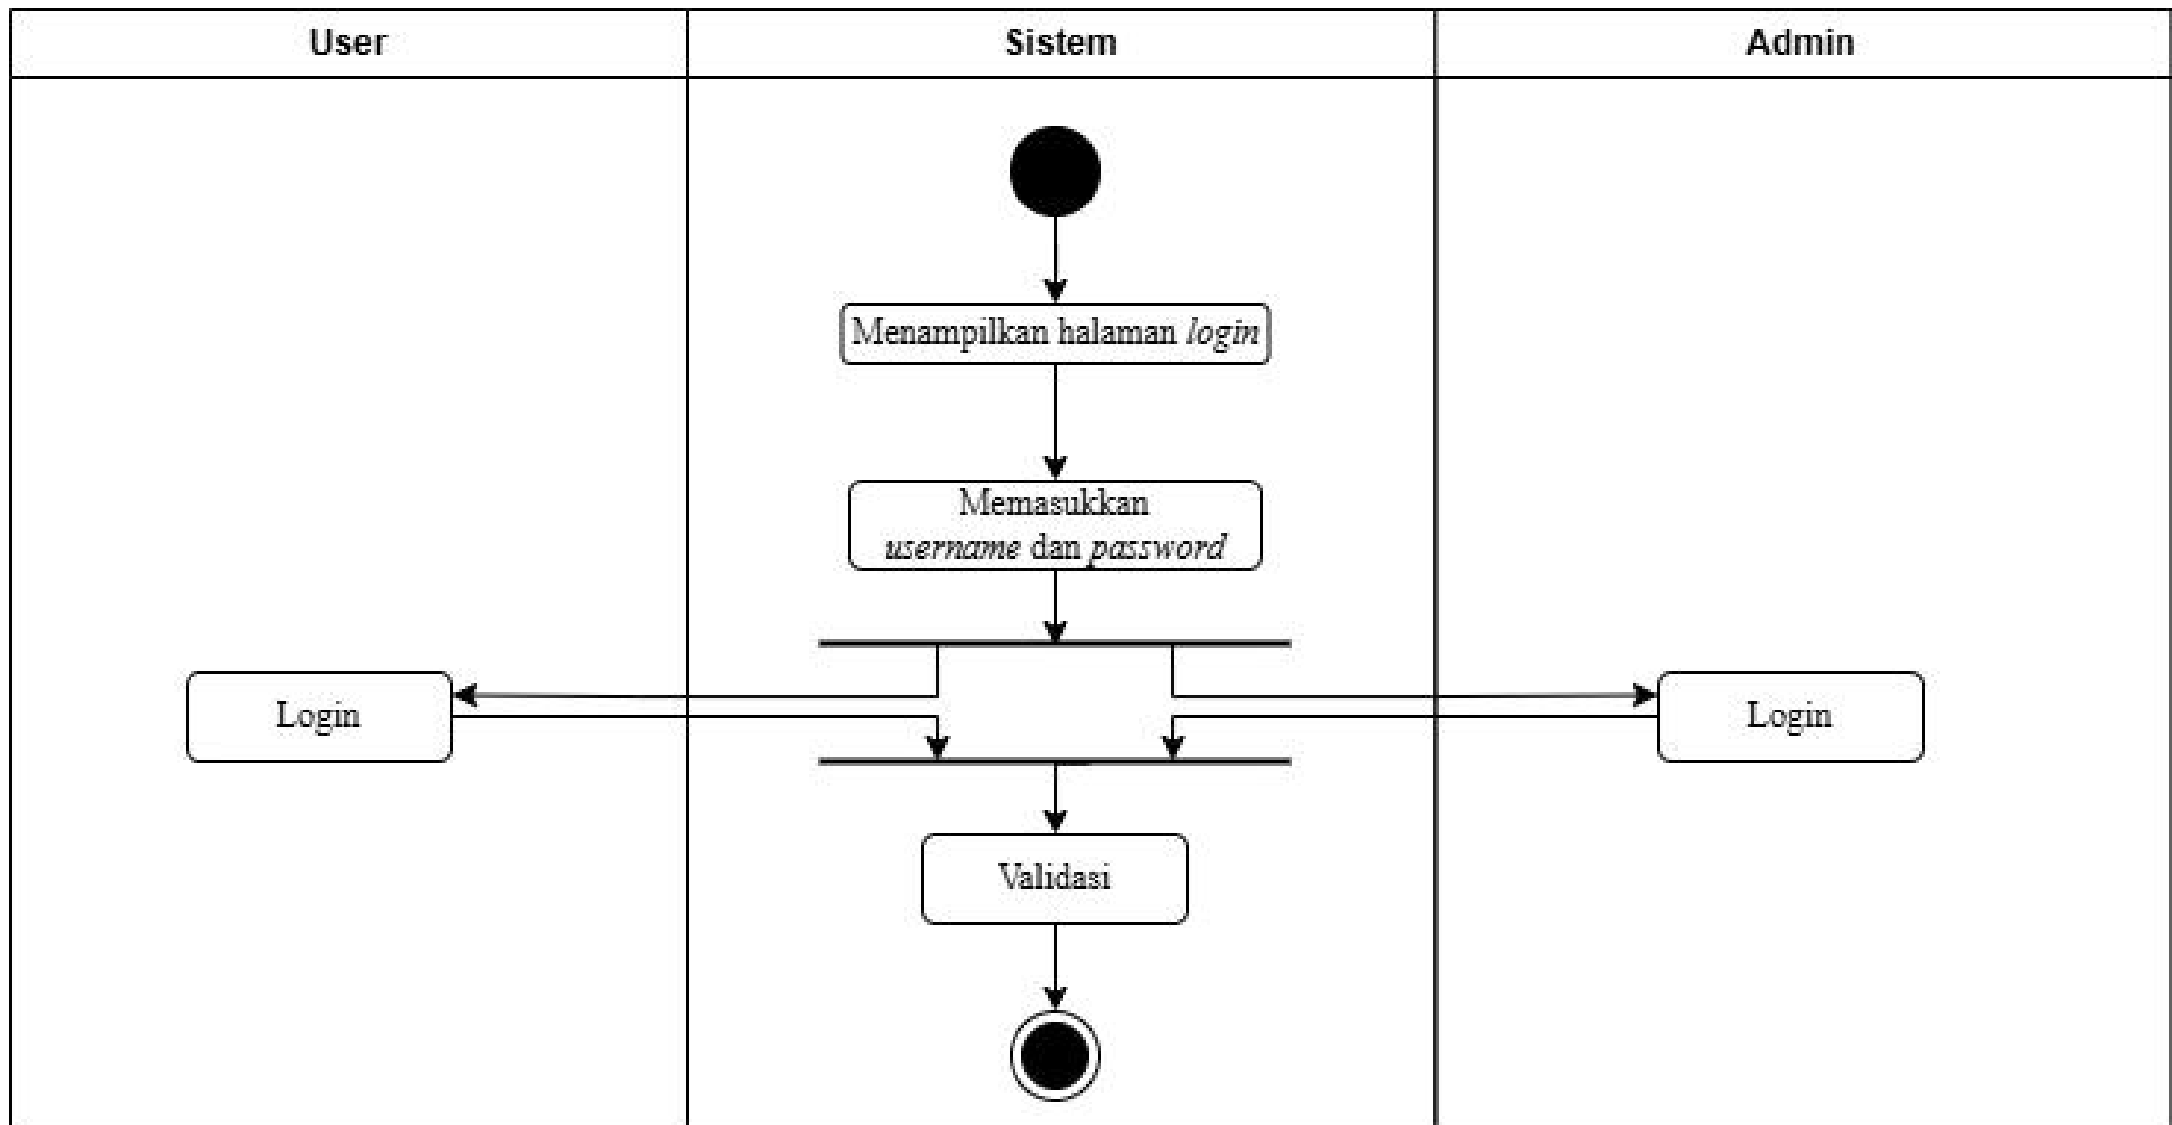 User
Sistem
Admin
Menampilkan halaman login
Memasukkan
username dan password
Login
Login
Validasi